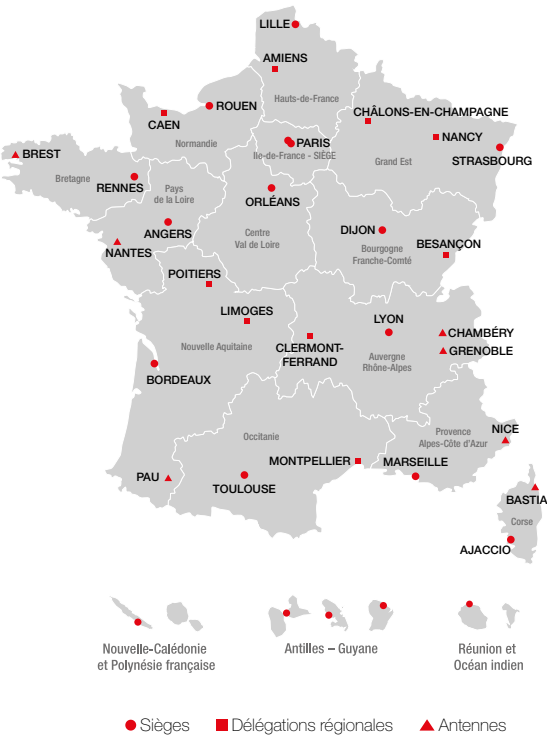 LILLE
AMIENS
Hauts-de-France
ROUEN
CAEN
Normandie
CHÂLONS-EN-CHAMPAGNE
NANCY
STRASBOURG
Grand Est
PARIS
Ile-de-France - SIÈGE
BREST
Bretagne
RENNES
Pays
de la Loire
ORLÉANS
ANGERS
NANTES
Centre
Val de Loire
DIJON
Bourgogne
Franche-Comté
BESANÇON
POITIERS
LIMOGES
Nouvelle Aquitaine
CLERMONT-
FERRAND
LYON
Auvergne
Rhône-Alpes
CHAMBÉRY
GRENOBLE
BORDEAUX
Occitanie
Provence
Alpes-Côte d'Azur
NICE
MONTPELLIER
MARSEILLE
PAU
TOULOUSE
BASTIA
Corse
AJACCIO
Nouvelle-Calédonie
et Polynésie française
Antilles – Guyane
Réunion et
Océan indien
Sièges
Délégations régionales
Antennes